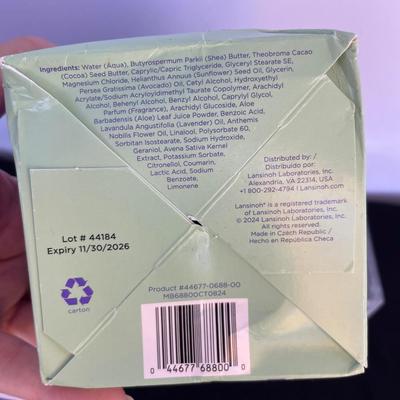 Ingredients: Water (Aqua), Butyrospermum Parkii (Shea) Butter, Theobroma Cacao
(Cocoa) Seed Butter, Caprylic/Capric Triglyceride, Glyceryl Stearate SE,
Magnesium Chloride, Helianthus Annuus (Sunflower) Seed Oil, Glycerin,
Persea Gratissima (Avocado) Oil, Cetyl Alcohol, Hydroxyethyl
Acrylate/Sodium Acryloyldimethyl Taurate Copolymer, Arachidyl
Alcohol, Behenyl Alcohol, Benzyl Alcohol, Caprylyl Glycol,
Parfum (Fragrance), Arachidyl Glucoside, Aloe
Barbadensis (Aloe) Leaf Juice Powder, Benzoic Acid,
Lavandula Angustifolia (Lavender) Oil, Anthemis
Nobilis Flower Oil, Linalool, Polysorbate 60,
Sorbitan Isostearate, Sodium Hydroxide,
Geraniol, Avena Sativa Kernel
Extract, Potassium Sorbate,
Citronellol, Coumarin,
Lactic Acid, Sodium
Benzoate,
Limonene
Distributed by /
Distribuido por:
Lansinoh Laboratories, Inc.
Alexandria, VA 22314, USA
+1 800-292-4794 | Lansinoh.com
Lansinoh® is a registered trademark
of Lansinoh Laboratories, Inc.
© 2024 Lansinoh Laboratories, Inc.
All rights reserved.
Made in Czech Republic /
Hecho en República Checa
Lot # 44184
Expiry 11/30/2026
carton
Product #44677-0688-00
MB68800CT0824
0 44677 68800 0